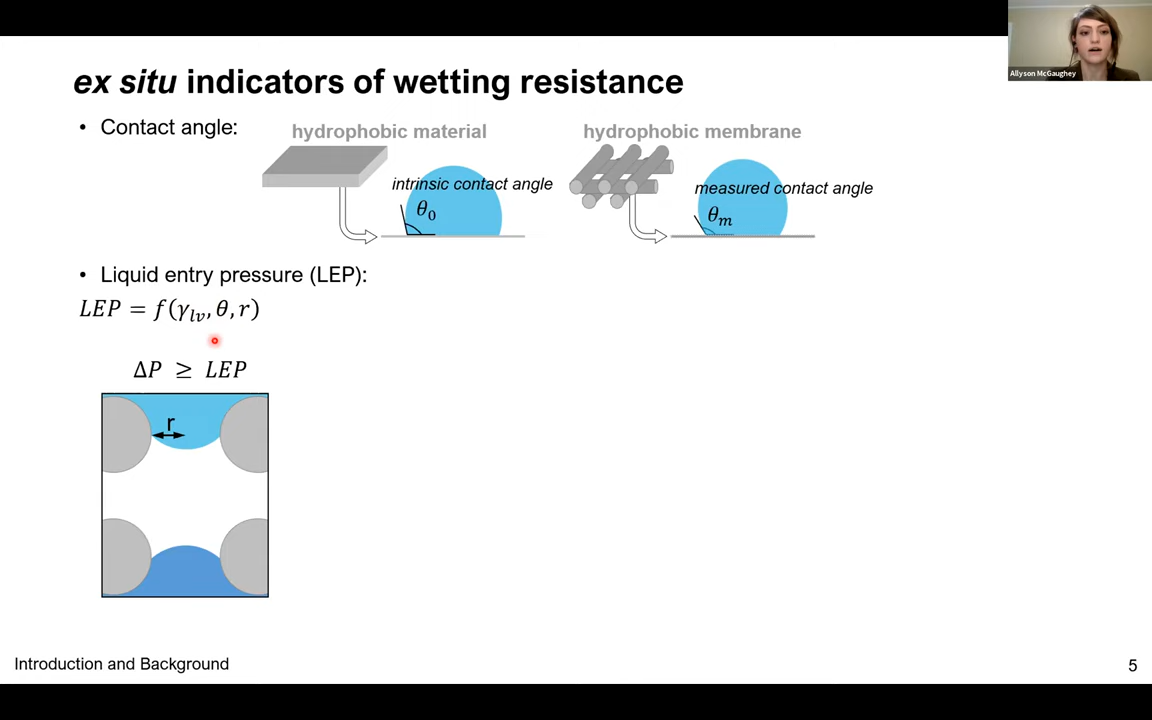 Allyson McGaughey
ex situ indicators of wetting resistance
• Contact angle:
hydrophobic material
hydrophobic membrane
intrinsic contact angle
θ₀
measured contact angle
θₘ
• Liquid entry pressure (LEP):
LEP = f(γₗᵥ, θ, r)
ΔP ≥ LEP
r
Introduction and Background
5